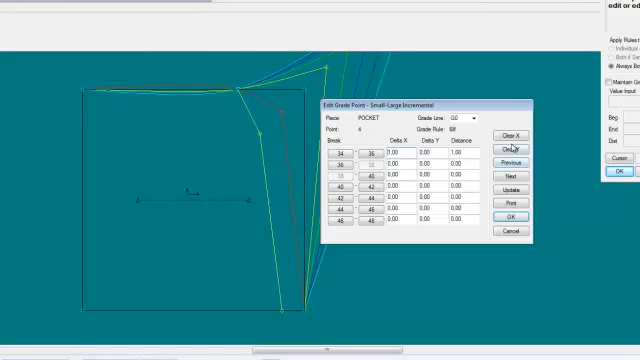 edit or ed
Apply Rules t
Individual
Both if Sar
Always Bo
Maintain Gr
Value Input
Beg
End
Dist
Cursor
OK
Edit Grade Point - Small-Large Incremental
Piece: POCKET Grade Line: G0
Point: 4 Grade Rule: 6#
Break Delta X Delta Y Distance
34 - 36 1.00 0.00 1.00
36 - 38 0.00 0.00 0.00
38 - 40 0.00 0.00 0.00
40 - 42 0.00 0.00 0.00
42 - 44 0.00 0.00 0.00
44 - 46 0.00 0.00 0.00
46 - 48 0.00 0.00 0.00
Clear X
Clear Y
Previous
Next
Update
Print
OK
Cancel